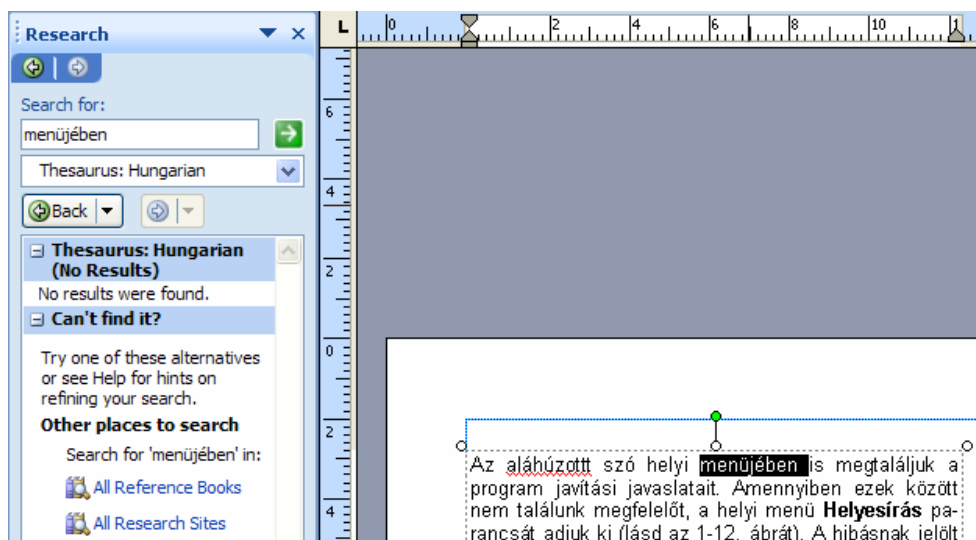 Research
Search for:
menüjében
Thesaurus: Hungarian
Back
Thesaurus: Hungarian
(No Results)
No results were found.
Can't find it?
Try one of these alternatives
or see Help for hints on
refining your search.
Other places to search
Search for 'menüjében' in:
All Reference Books
All Research Sites
L
0 2 4 6 8 10 1
6
4
2
0
2
4
Az aláhúzottt szó helyi menüjében is megtaláljuk a
program javítási javaslatait. Amennyiben ezek között
nem találunk megfelelőt, a helyi menü Helyesírás pa-
rancsát adjuk ki (lásd az 1-12. ábrát). A hibásnak jelölt